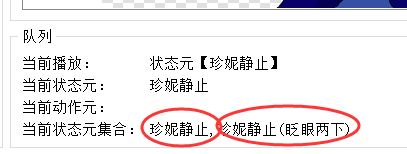 队列
当前播放： 状态元【珍妮静止】
当前状态元： 珍妮静止
当前动作元：
当前状态元集合： 珍妮静止,珍妮静止(眨眼两下)